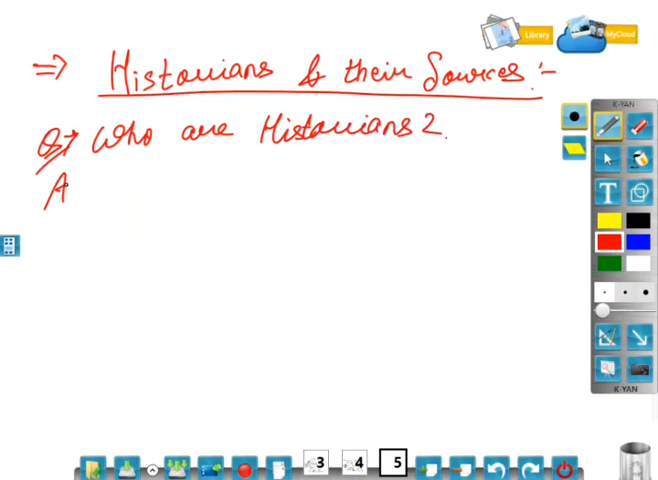 Library
MyCloud
⇒ Historians & their Sources:-
Q→ Who are Historians?
A
K-YAN
T
K-YAN
3
4
5